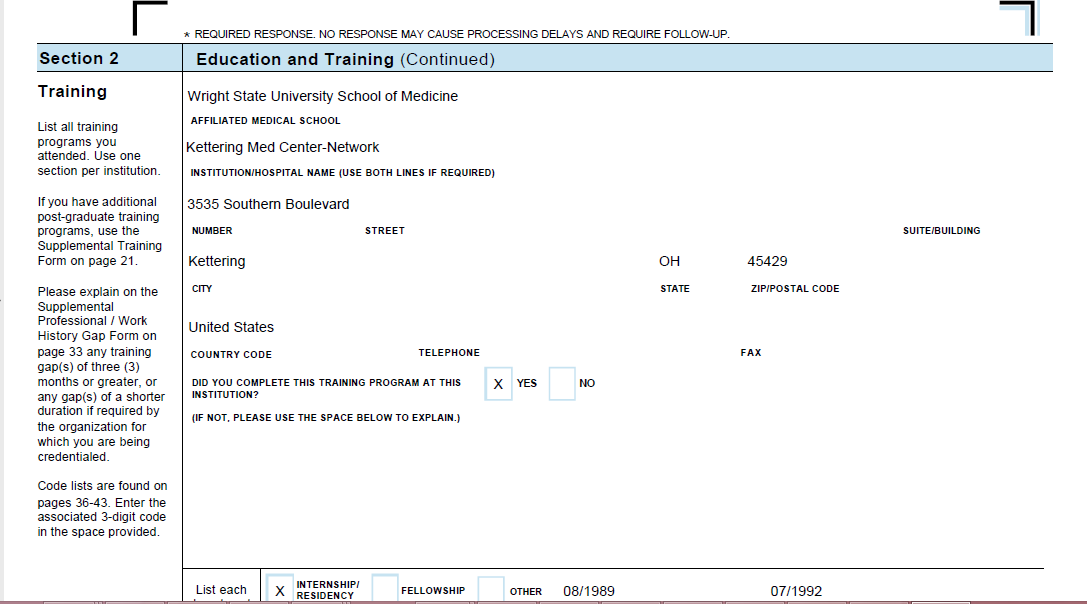 * REQUIRED RESPONSE. NO RESPONSE MAY CAUSE PROCESSING DELAYS AND REQUIRE FOLLOW-UP.
Section 2
Education and Training (Continued)
Training
List all training
programs you
attended. Use one
section per institution.
If you have additional
post-graduate training
programs, use the
Supplemental Training
Form on page 21.
Please explain on the
Supplemental
Professional / Work
History Gap Form on
page 33 any training
gap(s) of three (3)
months or greater, or
any gap(s) of a shorter
duration if required by
the organization for
which you are being
credentialed.
Code lists are found on
pages 36-43. Enter the
associated 3-digit code
in the space provided.
Wright State University School of Medicine
AFFILIATED MEDICAL SCHOOL
Kettering Med Center-Network
INSTITUTION/HOSPITAL NAME (USE BOTH LINES IF REQUIRED)
3535 Southern Boulevard
NUMBER STREET SUITE/BUILDING
Kettering OH 45429
CITY STATE ZIP/POSTAL CODE
United States
COUNTRY CODE TELEPHONE FAX
DID YOU COMPLETE THIS TRAINING PROGRAM AT THIS
INSTITUTION?
X YES NO
(IF NOT, PLEASE USE THE SPACE BELOW TO EXPLAIN.)
List each
X INTERNSHIP/
RESIDENCY
FELLOWSHIP OTHER 08/1989 07/1992